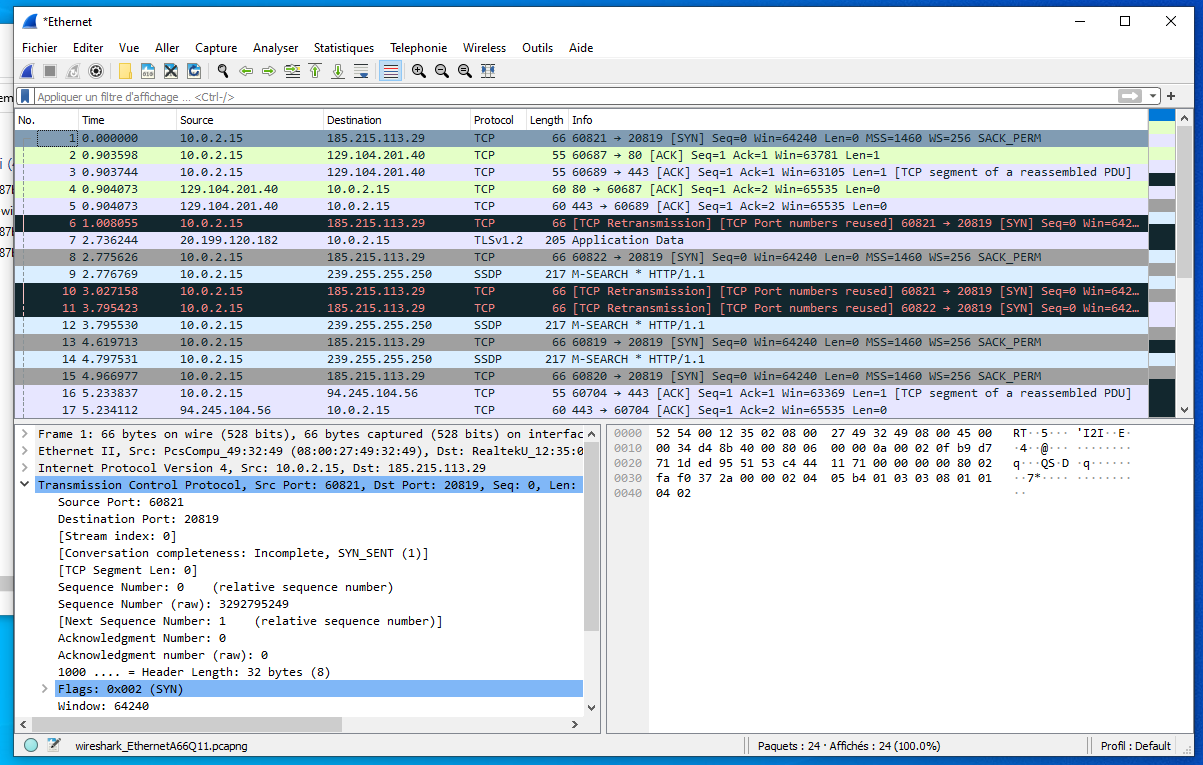 *Ethernet
Fichier Editer Vue Aller Capture Analyser Statistiques Telephonie Wireless Outils Aide
Appliquer un filtre d'affichage ... <Ctrl-/>
No. Time Source Destination Protocol Length Info
1 0.000000 10.0.2.15 185.215.113.29 TCP 66 60821 → 20819 [SYN] Seq=0 Win=64240 Len=0 MSS=1460 WS=256 SACK_PERM
2 0.903598 10.0.2.15 129.104.201.40 TCP 55 60687 → 80 [ACK] Seq=1 Ack=1 Win=63781 Len=1
3 0.903744 10.0.2.15 129.104.201.40 TCP 55 60689 → 443 [ACK] Seq=1 Ack=1 Win=63105 Len=1 [TCP segment of a reassembled PDU]
4 0.904073 129.104.201.40 10.0.2.15 TCP 60 80 → 60687 [ACK] Seq=1 Ack=2 Win=65535 Len=0
5 0.904073 129.104.201.40 10.0.2.15 TCP 60 443 → 60689 [ACK] Seq=1 Ack=2 Win=65535 Len=0
6 1.008055 10.0.2.15 185.215.113.29 TCP 66 [TCP Retransmission] [TCP Port numbers reused] 60821 → 20819 [SYN] Seq=0 Win=642…
7 2.736244 20.199.120.182 10.0.2.15 TLSv1.2 205 Application Data
8 2.775626 10.0.2.15 185.215.113.29 TCP 66 60822 → 20819 [SYN] Seq=0 Win=64240 Len=0 MSS=1460 WS=256 SACK_PERM
9 2.776769 10.0.2.15 239.255.255.250 SSDP 217 M-SEARCH * HTTP/1.1
10 3.027158 10.0.2.15 185.215.113.29 TCP 66 [TCP Retransmission] [TCP Port numbers reused] 60821 → 20819 [SYN] Seq=0 Win=642…
11 3.795423 10.0.2.15 185.215.113.29 TCP 66 [TCP Retransmission] [TCP Port numbers reused] 60822 → 20819 [SYN] Seq=0 Win=642…
12 3.795530 10.0.2.15 239.255.255.250 SSDP 217 M-SEARCH * HTTP/1.1
13 4.619713 10.0.2.15 185.215.113.29 TCP 66 60819 → 20819 [SYN] Seq=0 Win=64240 Len=0 MSS=1460 WS=256 SACK_PERM
14 4.797531 10.0.2.15 239.255.255.250 SSDP 217 M-SEARCH * HTTP/1.1
15 4.966977 10.0.2.15 185.215.113.29 TCP 66 60820 → 20819 [SYN] Seq=0 Win=64240 Len=0 MSS=1460 WS=256 SACK_PERM
16 5.233837 10.0.2.15 94.245.104.56 TCP 55 60704 → 443 [ACK] Seq=1 Ack=1 Win=63369 Len=1 [TCP segment of a reassembled PDU]
17 5.234112 94.245.104.56 10.0.2.15 TCP 60 443 → 60704 [ACK] Seq=1 Ack=2 Win=65535 Len=0
Frame 1: 66 bytes on wire (528 bits), 66 bytes captured (528 bits) on interfac
Ethernet II, Src: PcsCompu_49:32:49 (08:00:27:49:32:49), Dst: RealtekU_12:35:0
Internet Protocol Version 4, Src: 10.0.2.15, Dst: 185.215.113.29
Transmission Control Protocol, Src Port: 60821, Dst Port: 20819, Seq: 0, Len:
Source Port: 60821
Destination Port: 20819
[Stream index: 0]
[Conversation completeness: Incomplete, SYN_SENT (1)]
[TCP Segment Len: 0]
Sequence Number: 0 (relative sequence number)
Sequence Number (raw): 3292795249
[Next Sequence Number: 1 (relative sequence number)]
Acknowledgment Number: 0
Acknowledgment number (raw): 0
1000 .... = Header Length: 32 bytes (8)
Flags: 0x002 (SYN)
Window: 64240
0000 52 54 00 12 35 02 08 00 27 49 32 49 08 00 45 00 RT··5··· 'I2I··E·
0010 00 34 d4 8b 40 00 80 06 00 00 0a 00 02 0f b9 d7 ·4··@··· ········
0020 71 1d ed 95 51 53 c4 44 11 71 00 00 00 00 80 02 q···QS·D ·q······
0030 fa f0 37 2a 00 00 02 04 05 b4 01 03 03 08 01 01 ··7*···· ········
0040 04 02 ··
wireshark_EthernetA66Q11.pcapng
Paquets : 24 · Affichés : 24 (100.0%)
Profil : Default